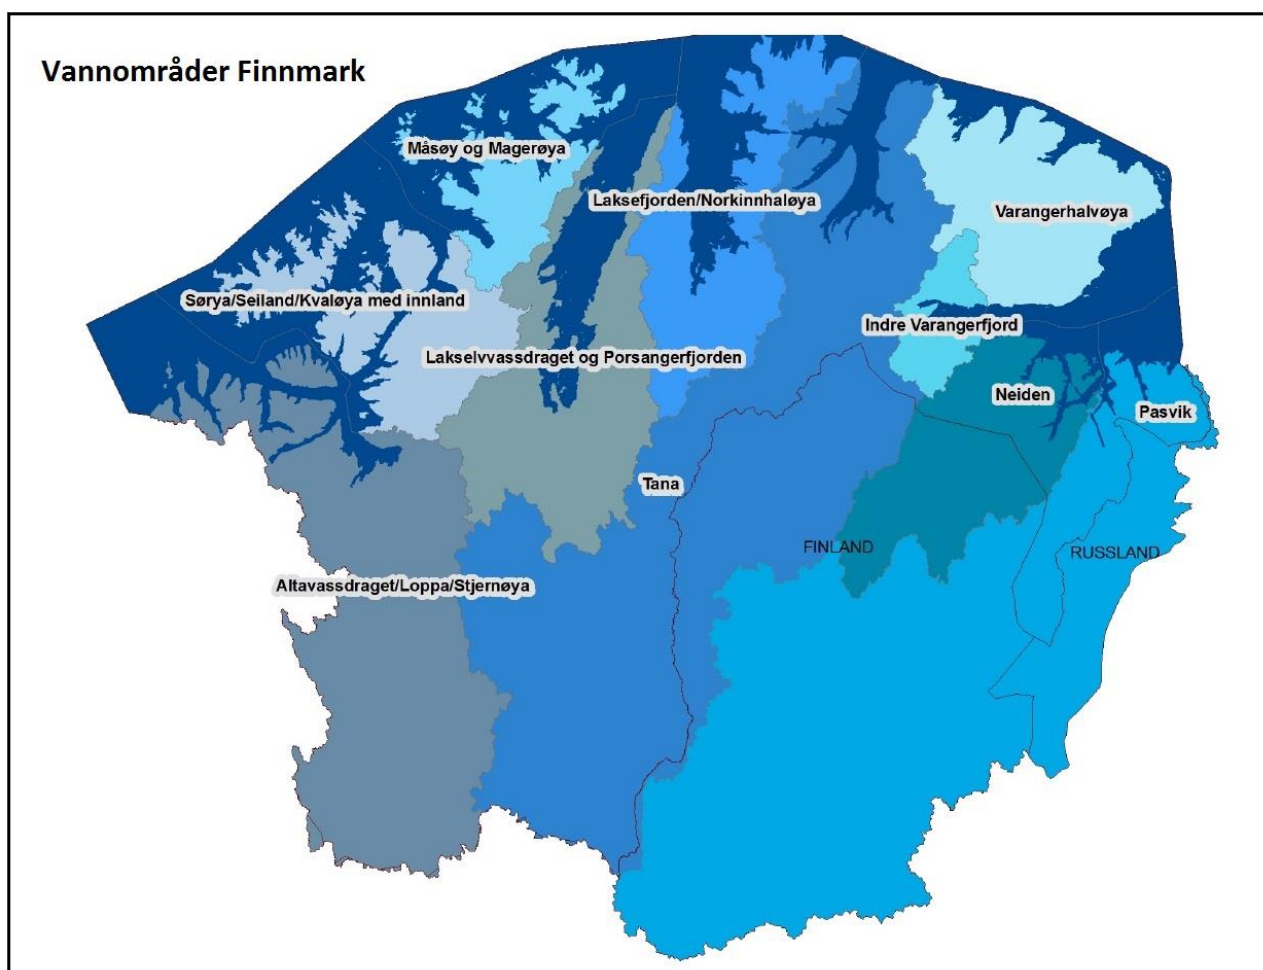 Vannområder Finnmark
Måsøy og Magerøya
Laksefjorden/Norkinnhaløya
Varangerhalvøya
Sørya/Seiland/Kvaløya med innland
Indre Varangerfjord
Lakselvvassdraget og Porsangerfjorden
Neiden
Pasvik
Tana
FINLAND
RUSSLAND
Altavassdraget/Loppa/Stjernøya